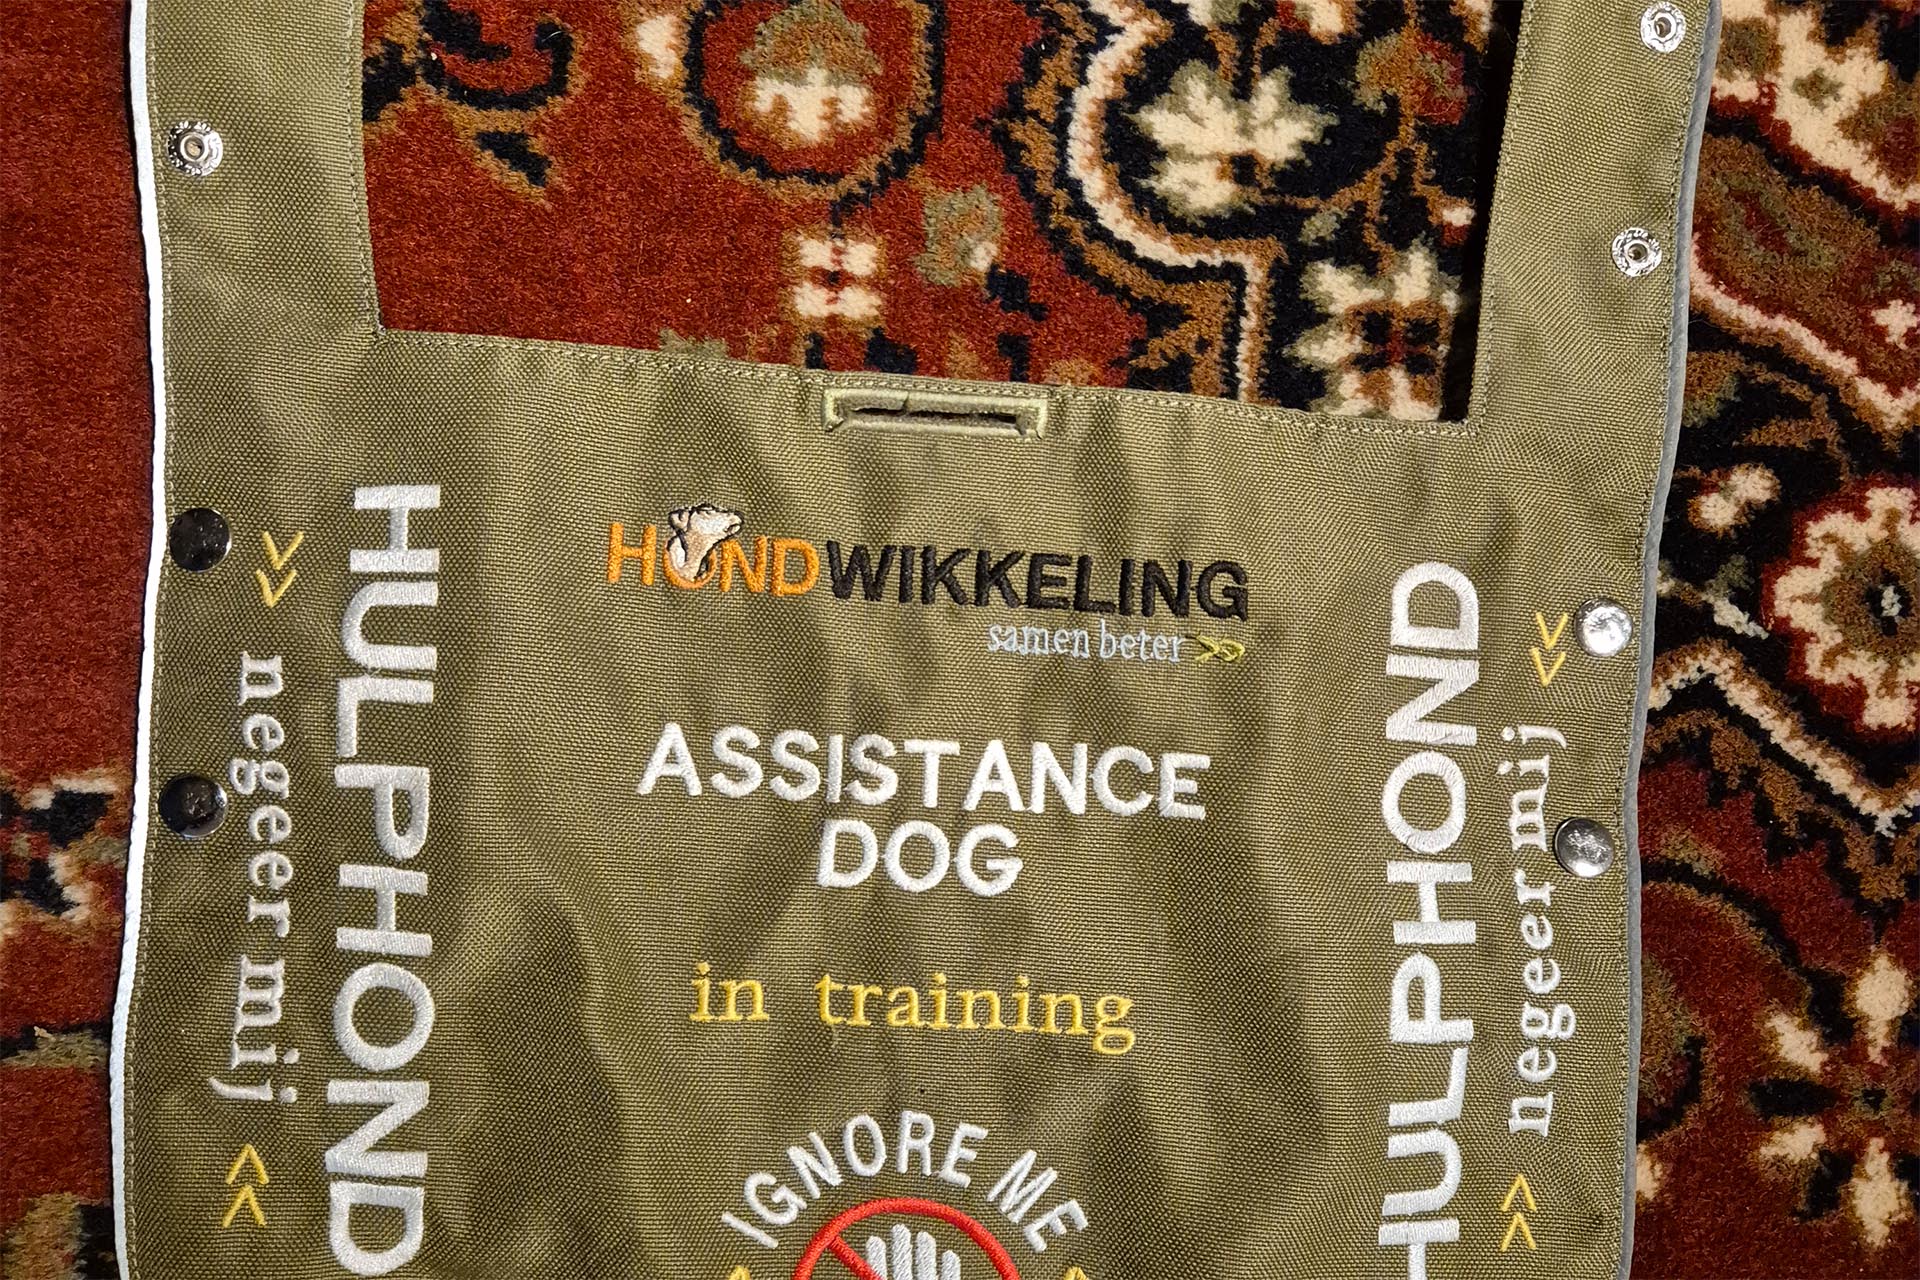 HONDWIKKELING
samen beter >>
ASSISTANCE
DOG
in training
IGNORE ME
HULPHOND
>> negeer mij <<
HULPHOND
>> negeer mij <<